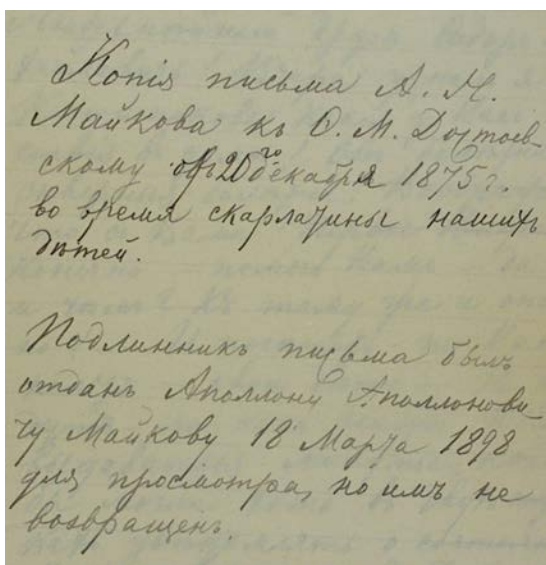 Копія письма А. Н.
Майкова къ Ѳ. М. Достоев-
скому отъ 20го декабря 1875 г.
во время скарлатины нашихъ
дѣтей.
Подлинникъ письма былъ
отданъ Аполлону Аполлонови-
чу Майкову 18 Марта 1898
для просмотра, но имъ не
возвращенъ.